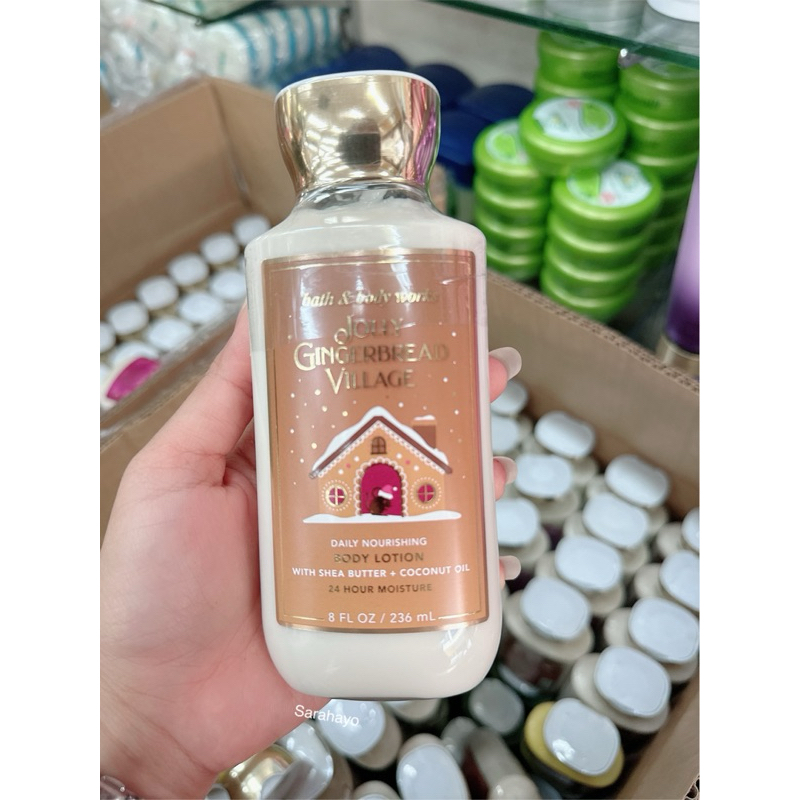 bath & body works
JOLLY
GINGERBREAD
VILLAGE
DAILY NOURISHING
BODY LOTION
WITH SHEA BUTTER + COCONUT OIL
24 HOUR MOISTURE
8 FL OZ / 236 mL
Sarahayo